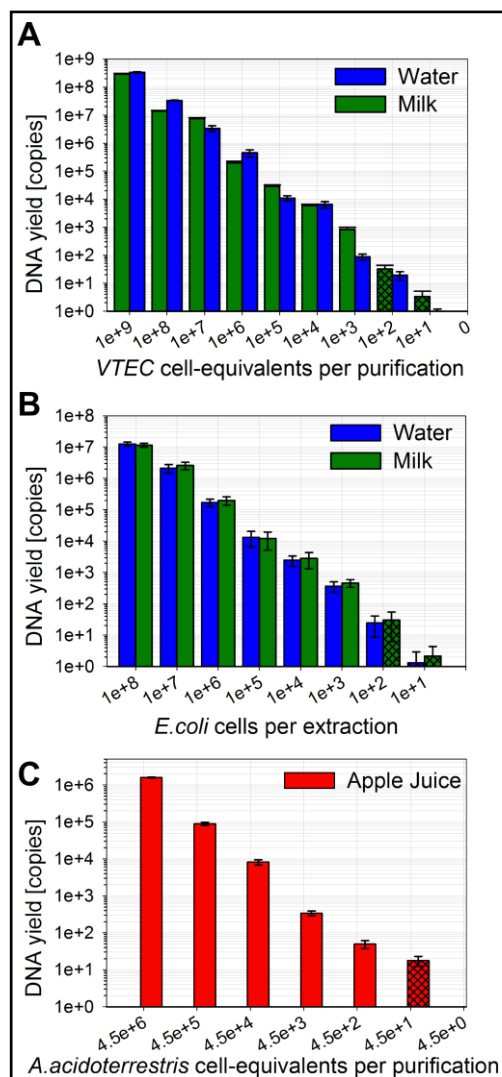 A
DNA yield [copies]
1e+9
1e+8
1e+7
1e+6
1e+5
1e+4
1e+3
1e+2
1e+1
1e+0
Water
Milk
1e+9 1e+8 1e+7 1e+6 1e+5 1e+4 1e+3 1e+2 1e+1 0
VTEC cell-equivalents per purification
B
DNA yield [copies]
1e+8
1e+7
1e+6
1e+5
1e+4
1e+3
1e+2
1e+1
1e+0
Water
Milk
1e+8 1e+7 1e+6 1e+5 1e+4 1e+3 1e+2 1e+1
E.coli cells per extraction
C
DNA yield [copies]
1e+6
1e+5
1e+4
1e+3
1e+2
1e+1
1e+0
Apple Juice
4.5e+6 4.5e+5 4.5e+4 4.5e+3 4.5e+2 4.5e+1 4.5e+0
A.acidoterrestris cell-equivalents per purification